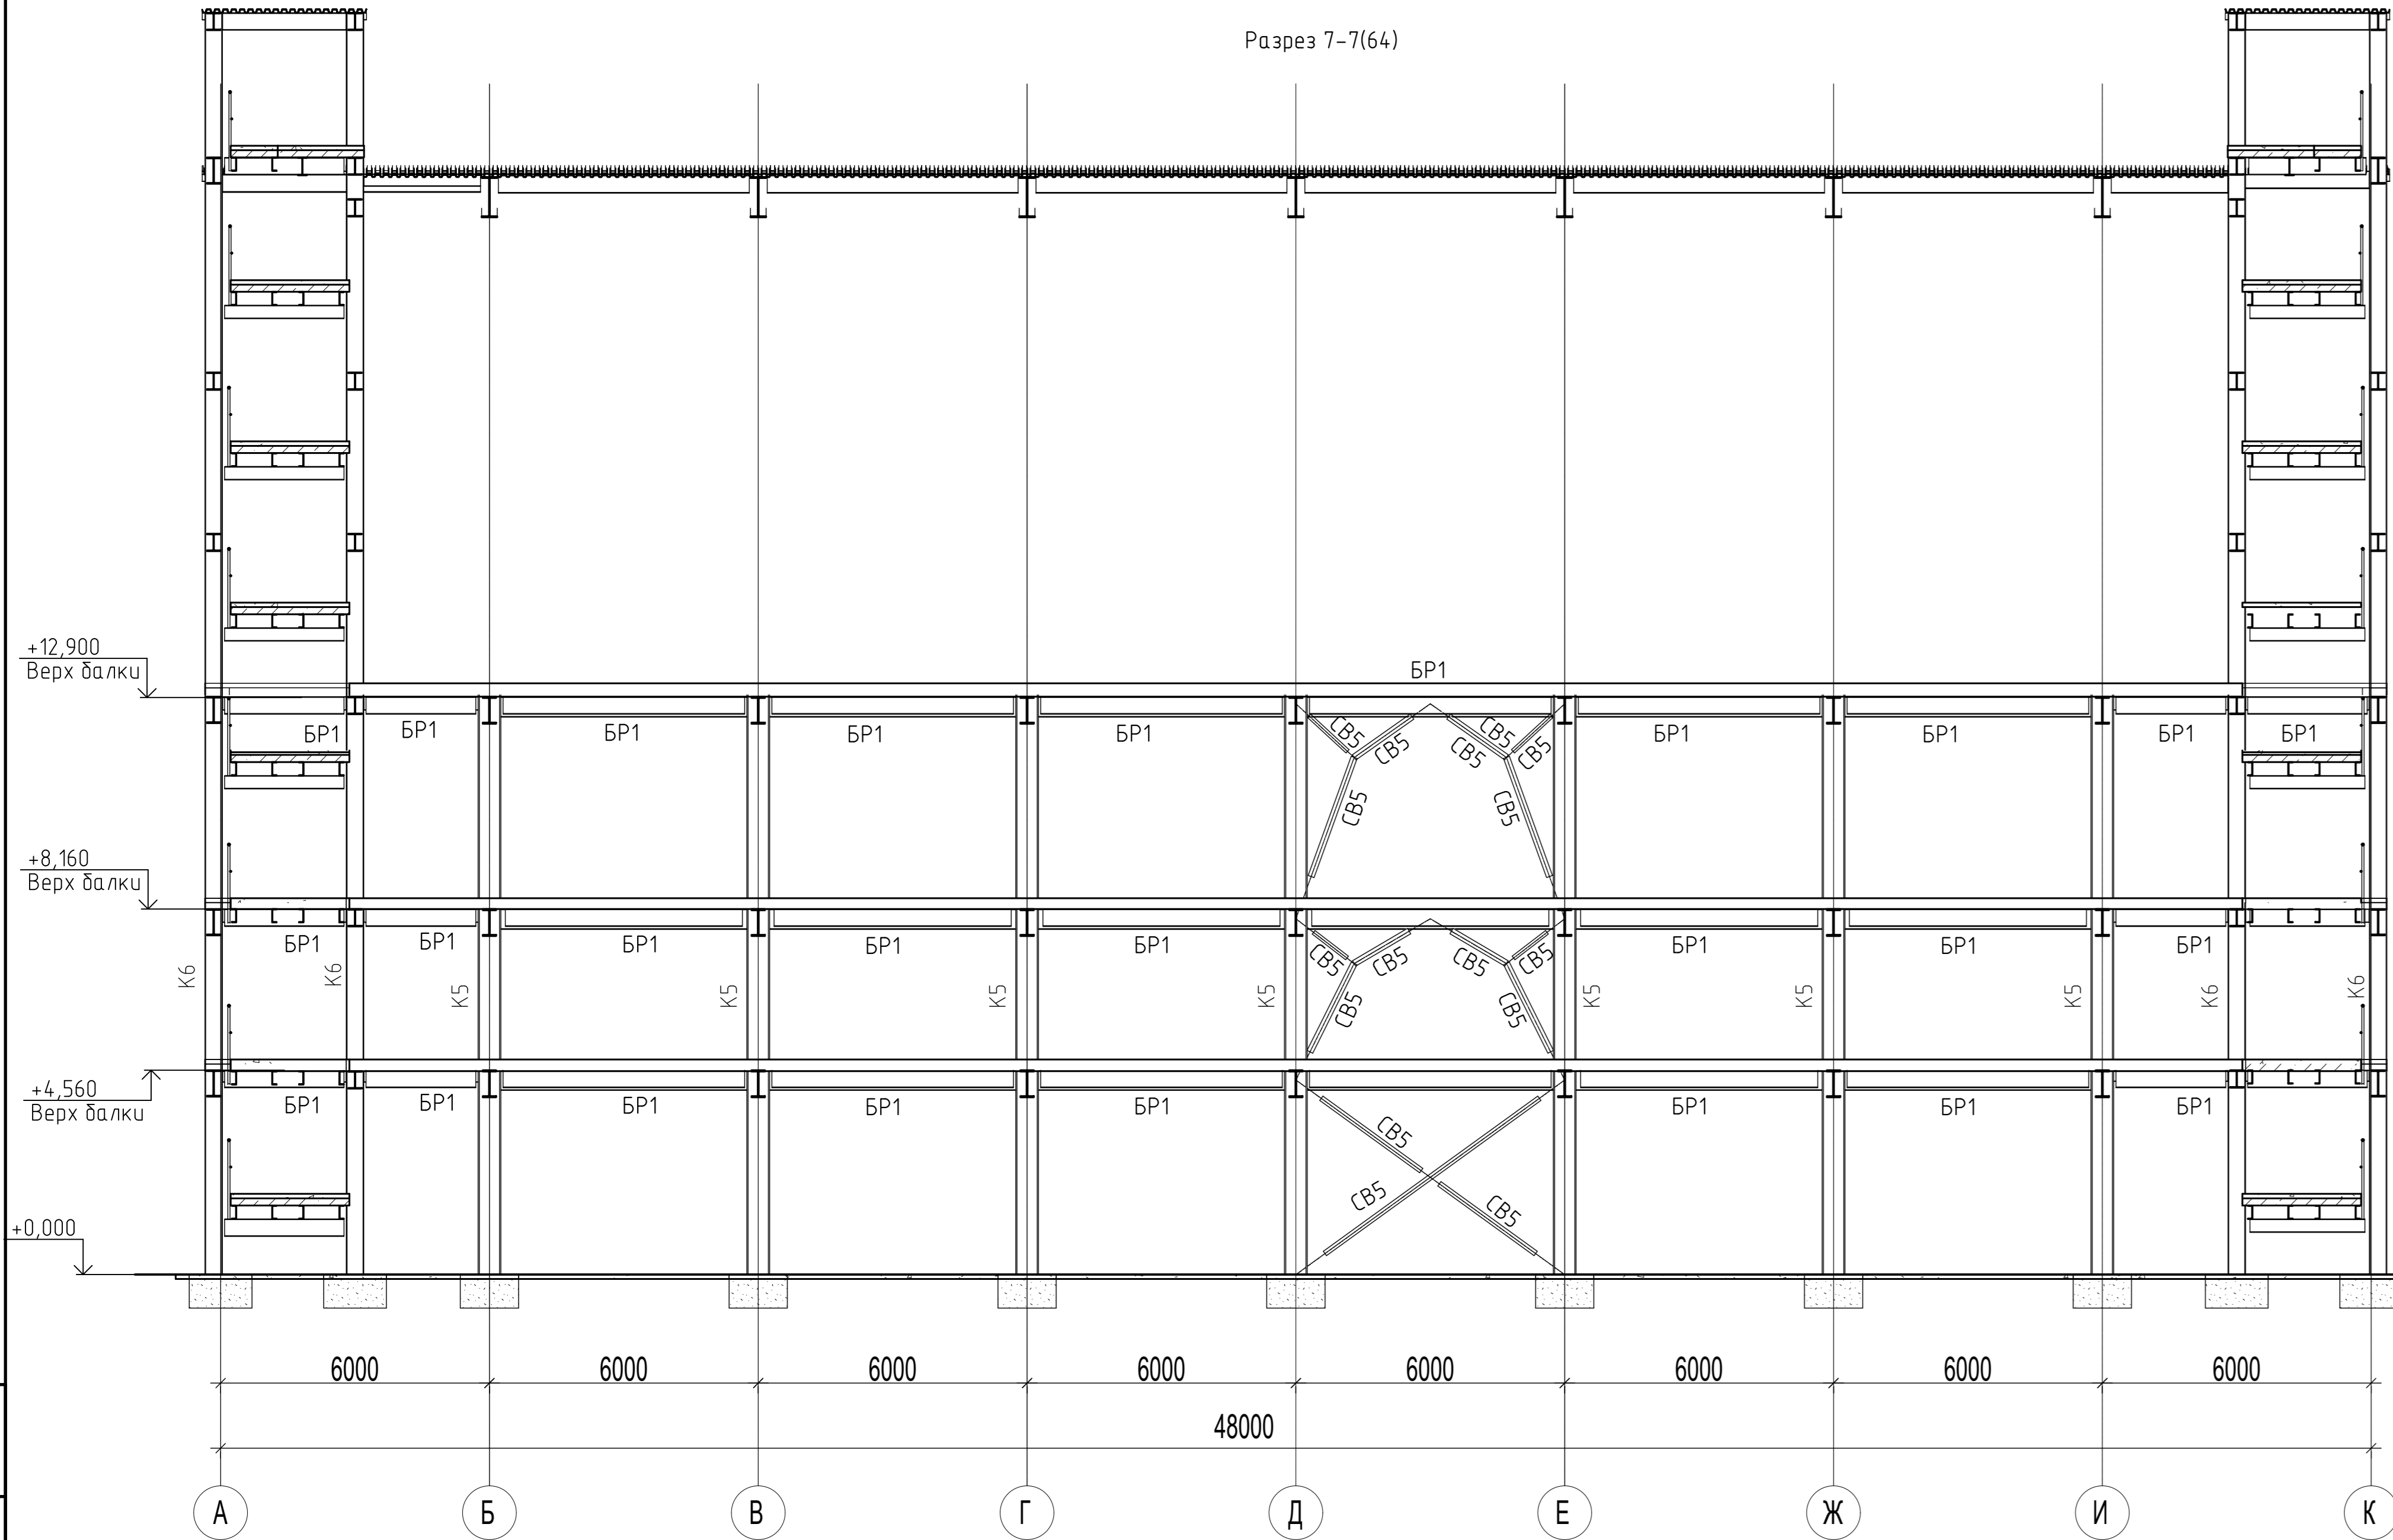 Разрез 7-7(64)
+12,900
Верх балки
БР1
БР1
БР1
БР1
БР1
БР1
СВ5
СВ5
СВ5
СВ5
СВ5
СВ5
БР1
БР1
БР1
БР1
+8,160
Верх балки
БР1
БР1
БР1
БР1
БР1
СВ5
СВ5
СВ5
СВ5
СВ5
СВ5
БР1
БР1
БР1
К6
К6
К5
К5
К5
К5
К5
К5
К5
К6
К6
+4,560
Верх балки
БР1
БР1
БР1
БР1
БР1
БР1
БР1
БР1
СВ5
СВ5
СВ5
+0,000
6000
6000
6000
6000
6000
6000
6000
6000
48000
А
Б
В
Г
Д
Е
Ж
И
К